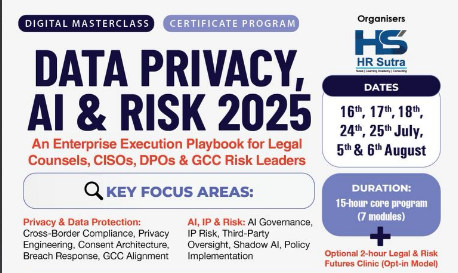 DIGITAL MASTERCLASS
CERTIFICATE PROGRAM
DATA PRIVACY,
AI & RISK 2025
An Enterprise Execution Playbook for Legal
Counsels, CISOs, DPOs & GCC Risk Leaders
KEY FOCUS AREAS:
Privacy & Data Protection:
Cross-Border Compliance, Privacy
Engineering, Consent Architecture,
Breach Response, GCC Alignment
AI, IP & Risk: AI Governance,
IP Risk, Third-Party
Oversight, Shadow AI, Policy
Implementation
Organisers
HS
HR Sutra
DATES
16th, 17th, 18th,
24th, 25th July,
5th & 6th August
DURATION:
15-hour core program
(7 modules)
+
Optional 2-hour Legal & Risk
Futures Clinic (Opt-in Model)